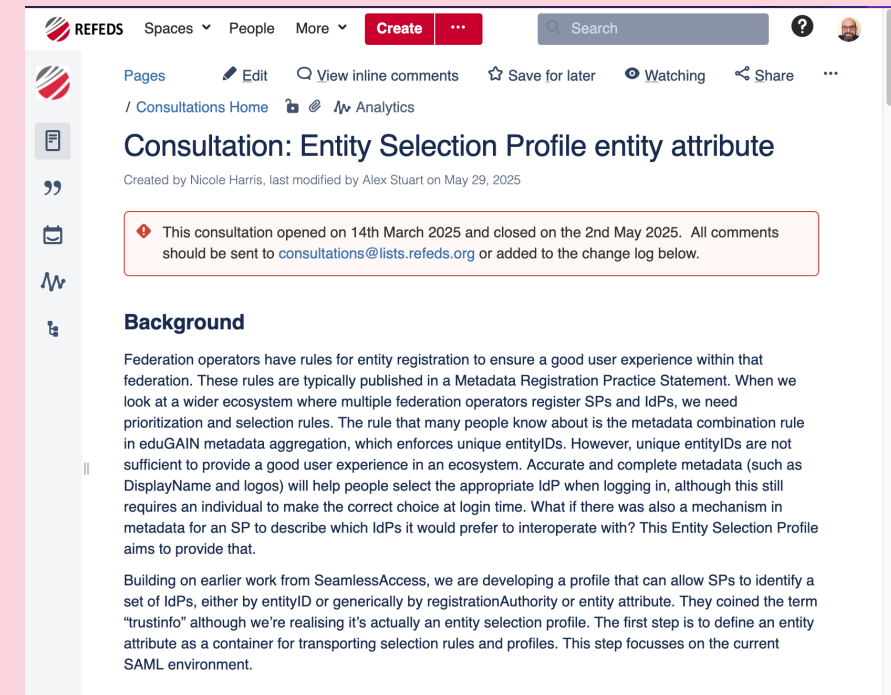 REFEDS Spaces People More Create ··· Search
Pages Edit View inline comments Save for later Watching Share ···
/ Consultations Home Analytics
Consultation: Entity Selection Profile entity attribute
Created by Nicole Harris, last modified by Alex Stuart on May 29, 2025
This consultation opened on 14th March 2025 and closed on the 2nd May 2025. All comments
should be sent to consultations@lists.refeds.org or added to the change log below.
Background
Federation operators have rules for entity registration to ensure a good user experience within that
federation. These rules are typically published in a Metadata Registration Practice Statement. When we
look at a wider ecosystem where multiple federation operators register SPs and IdPs, we need
prioritization and selection rules. The rule that many people know about is the metadata combination rule
in eduGAIN metadata aggregation, which enforces unique entityIDs. However, unique entityIDs are not
sufficient to provide a good user experience in an ecosystem. Accurate and complete metadata (such as
DisplayName and logos) will help people select the appropriate IdP when logging in, although this still
requires an individual to make the correct choice at login time. What if there was also a mechanism in
metadata for an SP to describe which IdPs it would prefer to interoperate with? This Entity Selection Profile
aims to provide that.
Building on earlier work from SeamlessAccess, we are developing a profile that can allow SPs to identify a
set of IdPs, either by entityID or generically by registrationAuthority or entity attribute. They coined the term
“trustinfo” although we’re realising it’s actually an entity selection profile. The first step is to define an entity
attribute as a container for transporting selection rules and profiles. This step focusses on the current
SAML environment.